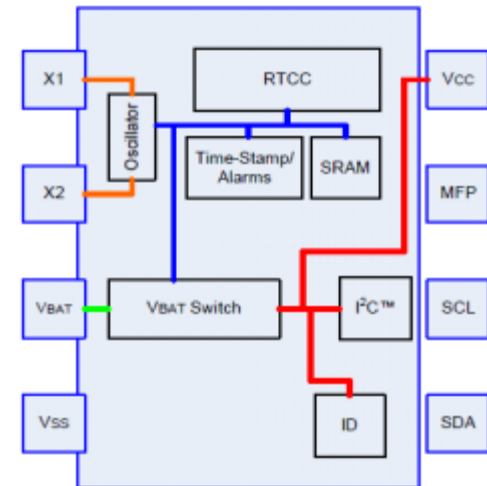 X1
RTCC
Vcc
Oscillator
Time-Stamp/
Alarms
SRAM
X2
MFP
VBAT
VBAT Switch
I²C™
SCL
Vss
ID
SDA